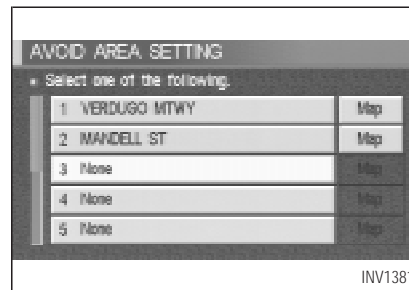 AVOID AREA SETTING
Select one of the following.
1 VERDUGO MTWY Map
2 MANDELL ST Map
3 None Map
4 None Map
5 None Map
INV1381